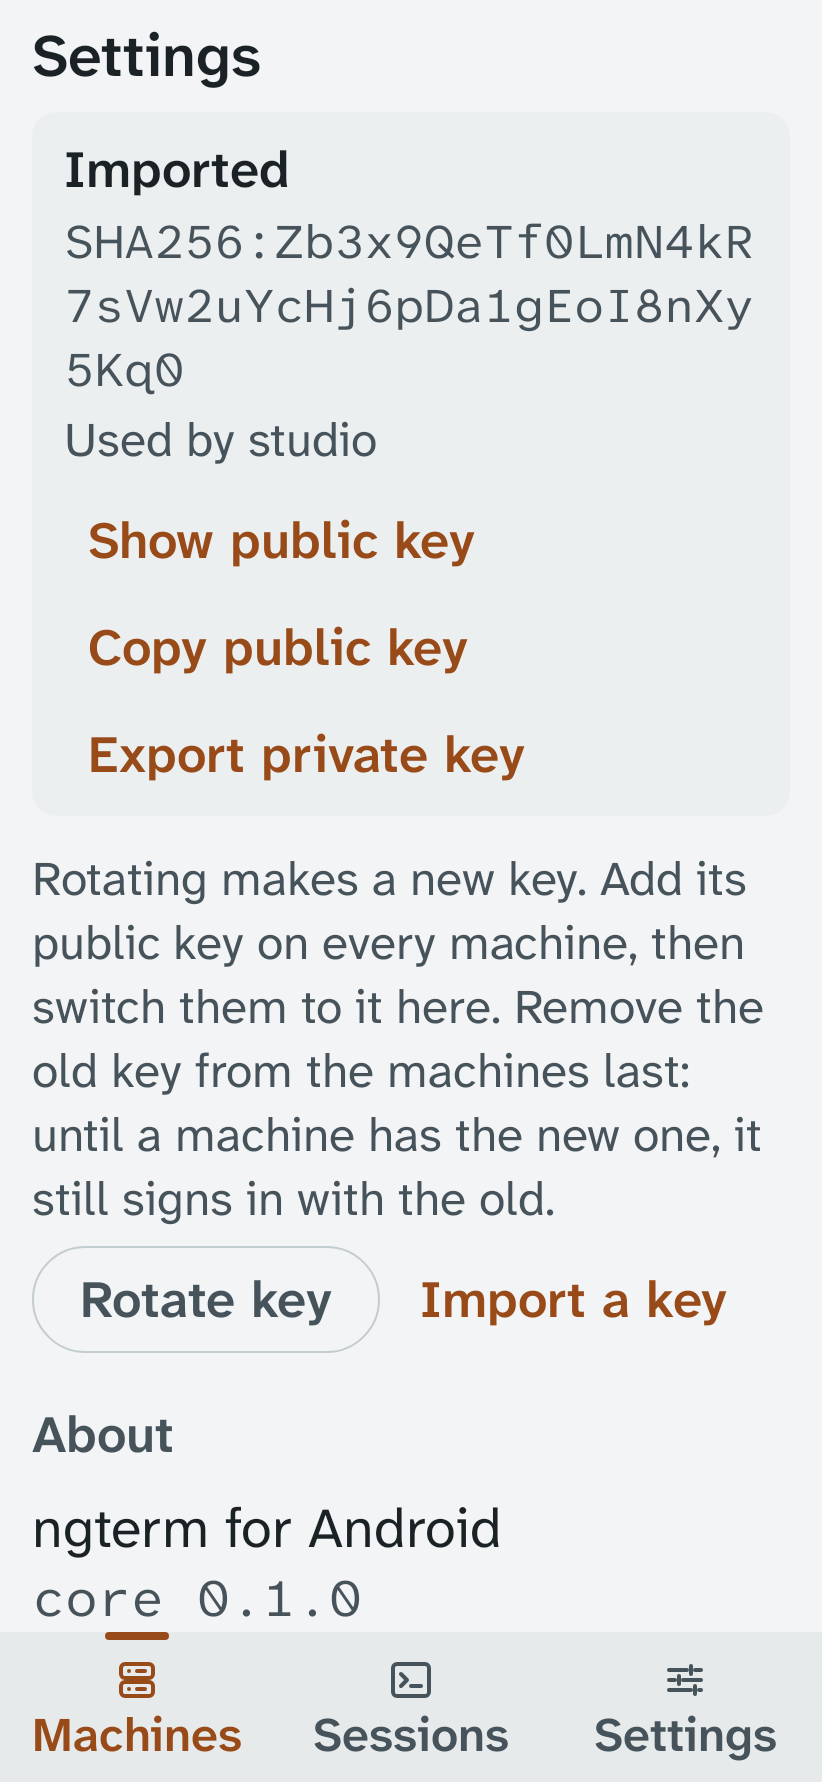 Settings
Imported
SHA256:Zb3x9QeTf0LmN4kR
7sVw2uYcHj6pDa1gEoI8nXy
5Kq0
Used by studio
Show public key
Copy public key
Export private key
Rotating makes a new key. Add its
public key on every machine, then
switch them to it here. Remove the
old key from the machines last:
until a machine has the new one, it
still signs in with the old.
Rotate key
Import a key
About
ngterm for Android
core 0.1.0
Machines
Sessions
Settings